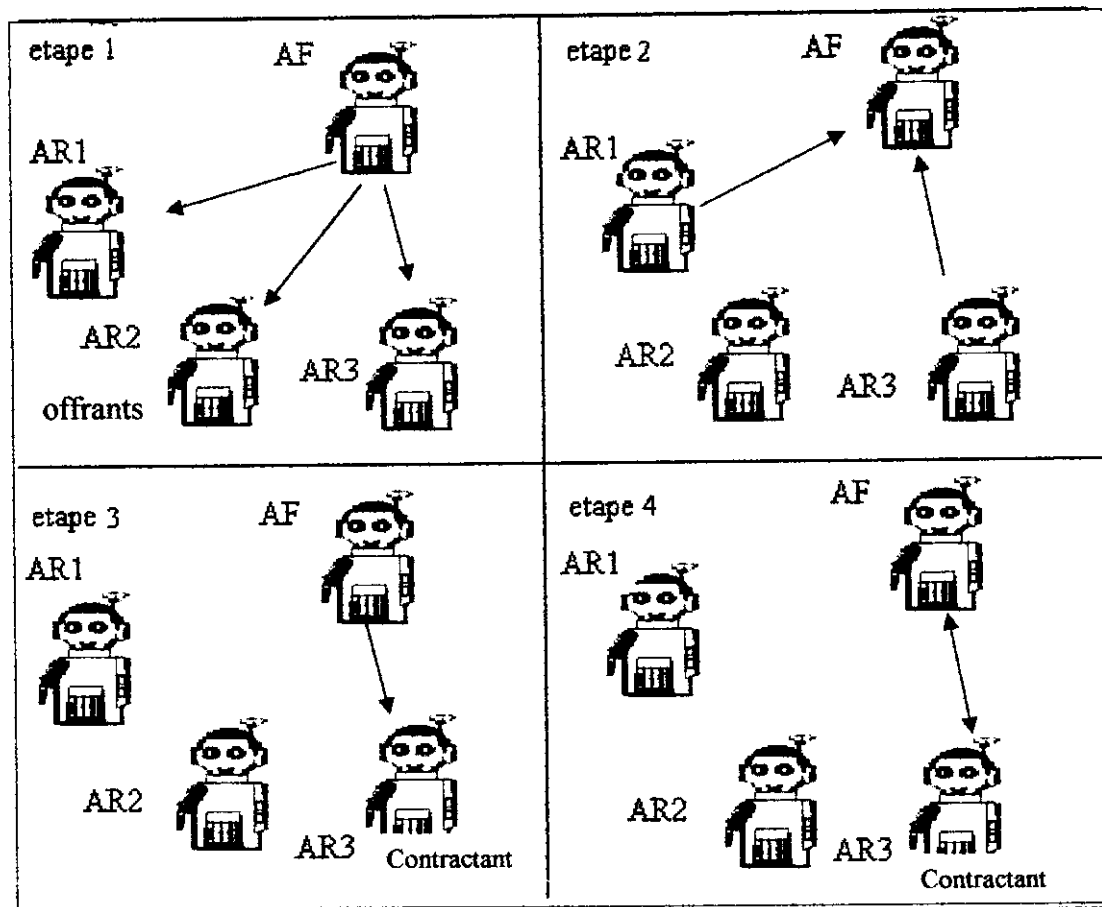 etape 1
AF
AR1
AR2
AR3
offrants
etape 2
AF
AR1
AR2
AR3
etape 3
AF
AR1
AR2
AR3
Contractant
etape 4
AF
AR1
AR2
AR3
Contractant